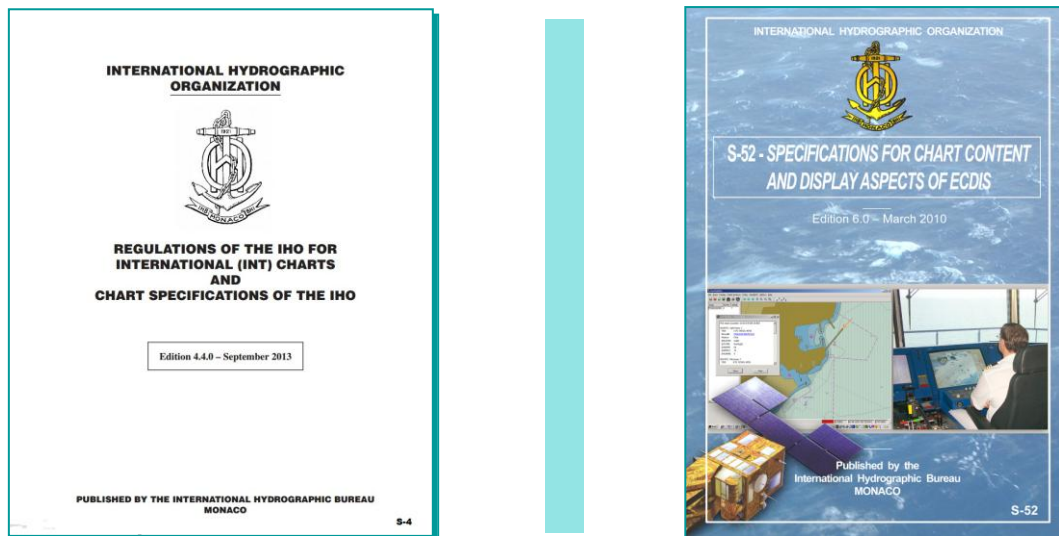 INTERNATIONAL HYDROGRAPHIC
ORGANIZATION
REGULATIONS OF THE IHO FOR
INTERNATIONAL (INT) CHARTS
AND
CHART SPECIFICATIONS OF THE IHO
Edition 4.4.0 – September 2013
PUBLISHED BY THE INTERNATIONAL HYDROGRAPHIC BUREAU
MONACO
S-4
INTERNATIONAL HYDROGRAPHIC ORGANIZATION
S-52 - SPECIFICATIONS FOR CHART CONTENT
AND DISPLAY ASPECTS OF ECDIS
Edition 6.0 – March 2010
Published by the
International Hydrographic Bureau
MONACO
S-52